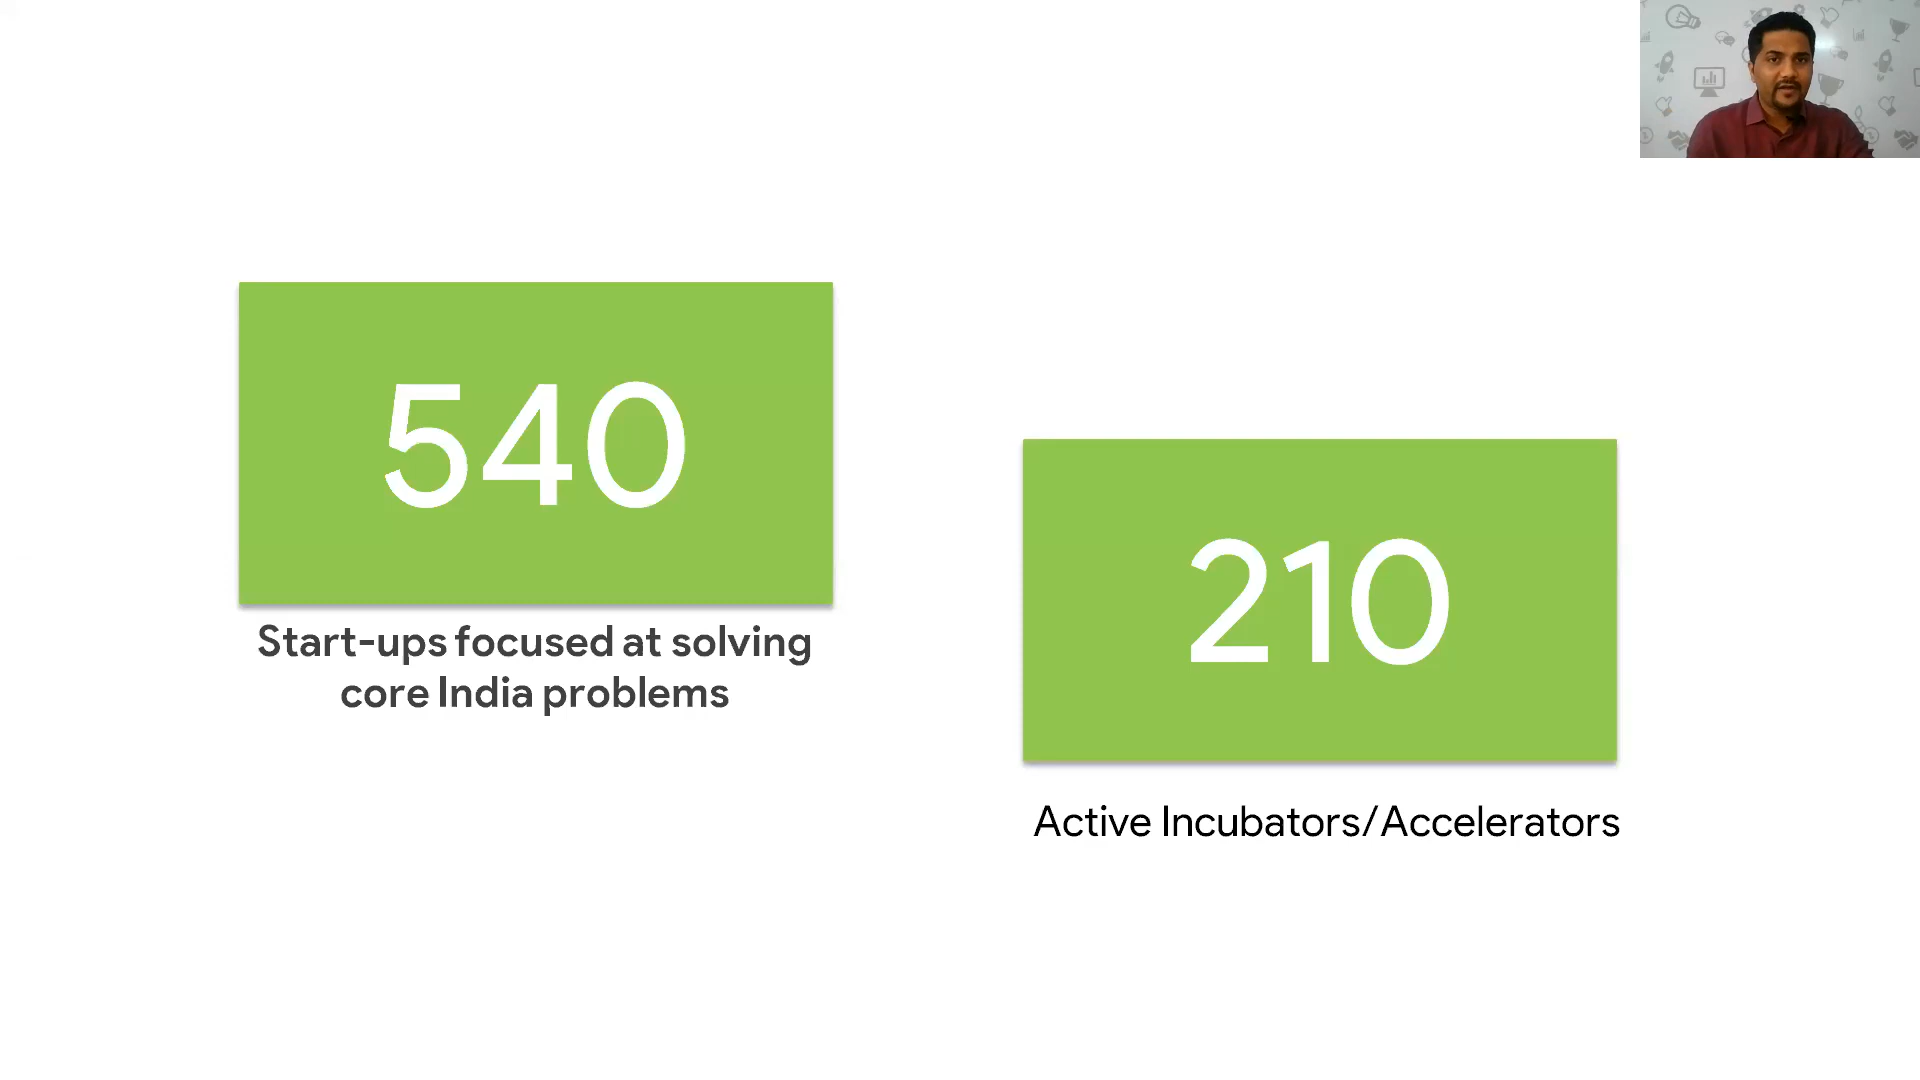 540
Start-ups focused at solving
core India problems
210
Active Incubators/Accelerators